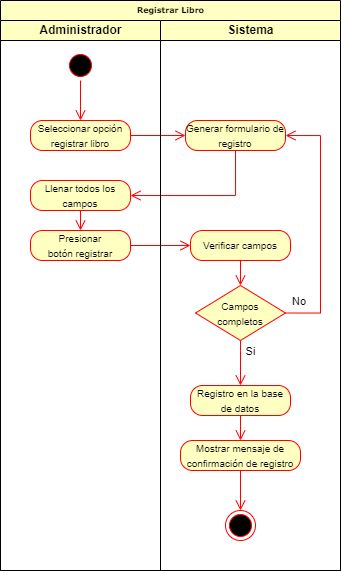 Registrar Libro
Administrador
Sistema
Seleccionar opción
registrar libro
Generar formulario de
registro
Llenar todos los
campos
Presionar
botón registrar
Verificar campos
Campos
completos
No
Si
Registro en la base
de datos
Mostrar mensaje de
confirmación de registro